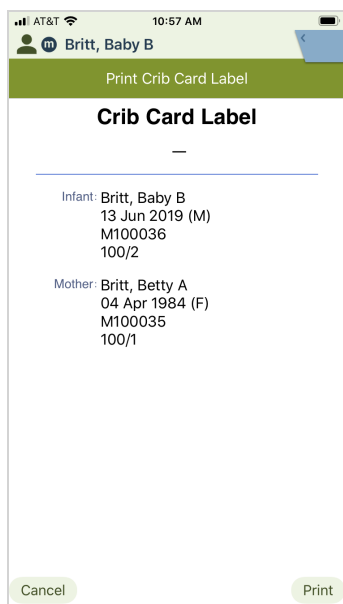 AT&T 10:57 AM
m Britt, Baby B
Print Crib Card Label
Crib Card Label
—
Infant: Britt, Baby B
13 Jun 2019 (M)
M100036
100/2
Mother: Britt, Betty A
04 Apr 1984 (F)
M100035
100/1
Cancel Print